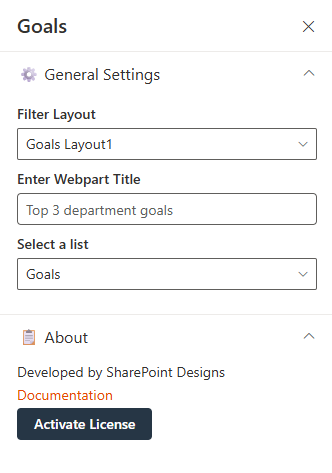 Goals
General Settings
Filter Layout
Goals Layout1
Enter Webpart Title
Top 3 department goals
Select a list
Goals
About
Developed by SharePoint Designs
Documentation
Activate License